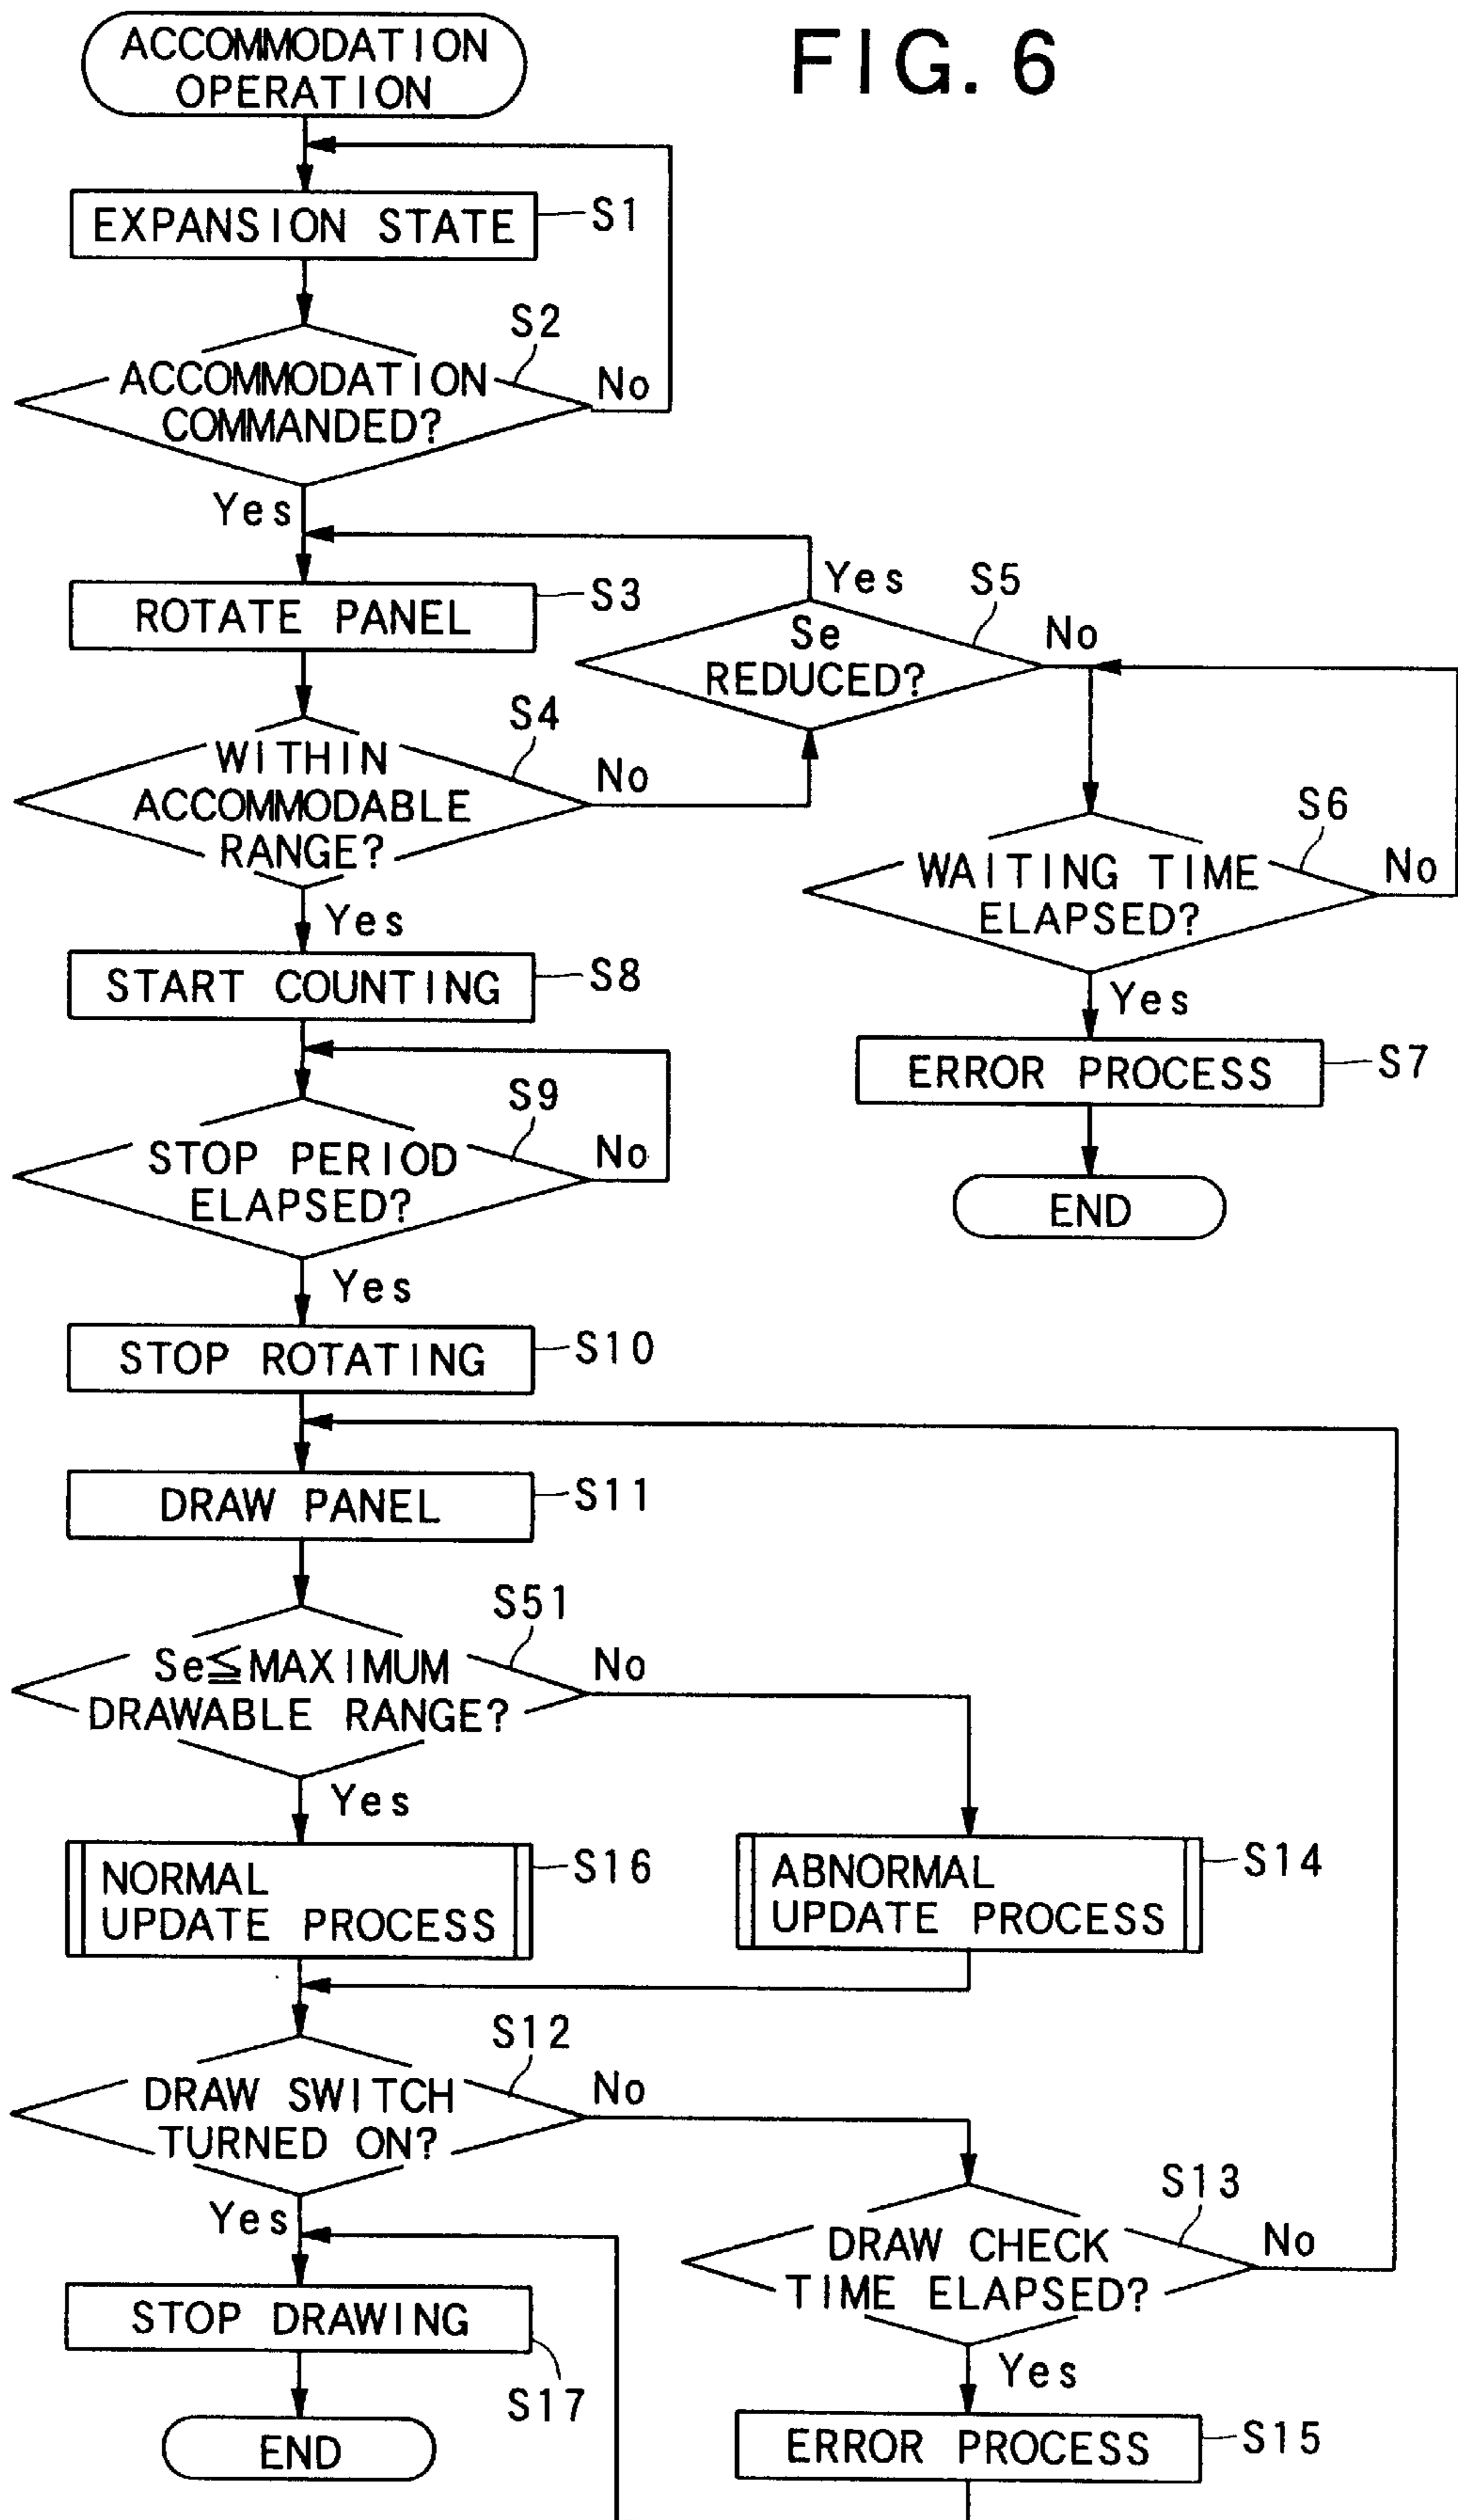 FIG. 6
ACCOMMODATION
OPERATION
EXPANSION STATE
S1
S2
ACCOMMODATION
COMMANDED?
No
Yes
ROTATE PANEL
S3
Yes
S5
Se
REDUCED?
No
S4
WITHIN
ACCOMMODABLE
RANGE?
No
Yes
S6
WAITING TIME
ELAPSED?
No
Yes
START COUNTING
S8
ERROR PROCESS
S7
END
S9
STOP PERIOD
ELAPSED?
No
Yes
STOP ROTATING
S10
DRAW PANEL
S11
S51
Se≦MAXIMUM
DRAWABLE RANGE?
No
Yes
NORMAL
UPDATE PROCESS
S16
ABNORMAL
UPDATE PROCESS
S14
S12
DRAW SWITCH
TURNED ON?
No
Yes
S13
DRAW CHECK
TIME ELAPSED?
No
Yes
STOP DRAWING
S17
END
ERROR PROCESS
S15